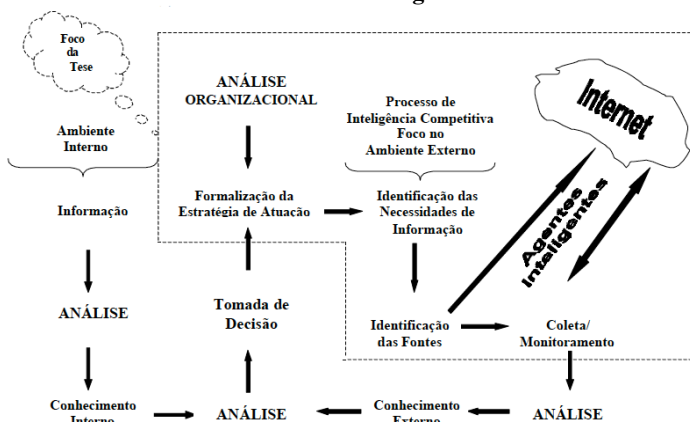 Foco
da
Tese
ANÁLISE
ORGANIZACIONAL
Processo de
Inteligência Competitiva
Foco no
Ambiente Externo
Internet
Ambiente
Interno
Informação
Formalização da
Estratégia de Atuação
Identificação das
Necessidades de
Informação
Agentes
Inteligentes
ANÁLISE
Tomada de
Decisão
Identificação
das Fontes
Coleta/
Monitoramento
Conhecimento
Interno
ANÁLISE
Conhecimento
Externo
ANÁLISE